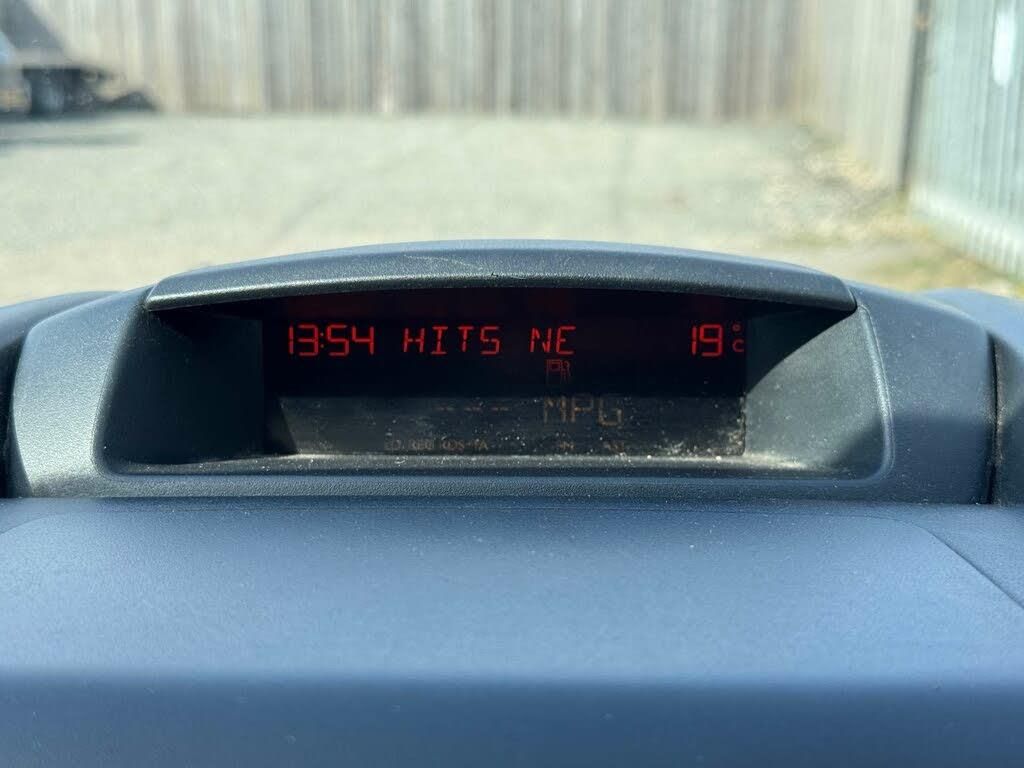 13:54 HITS NE 19°C
--- MPG